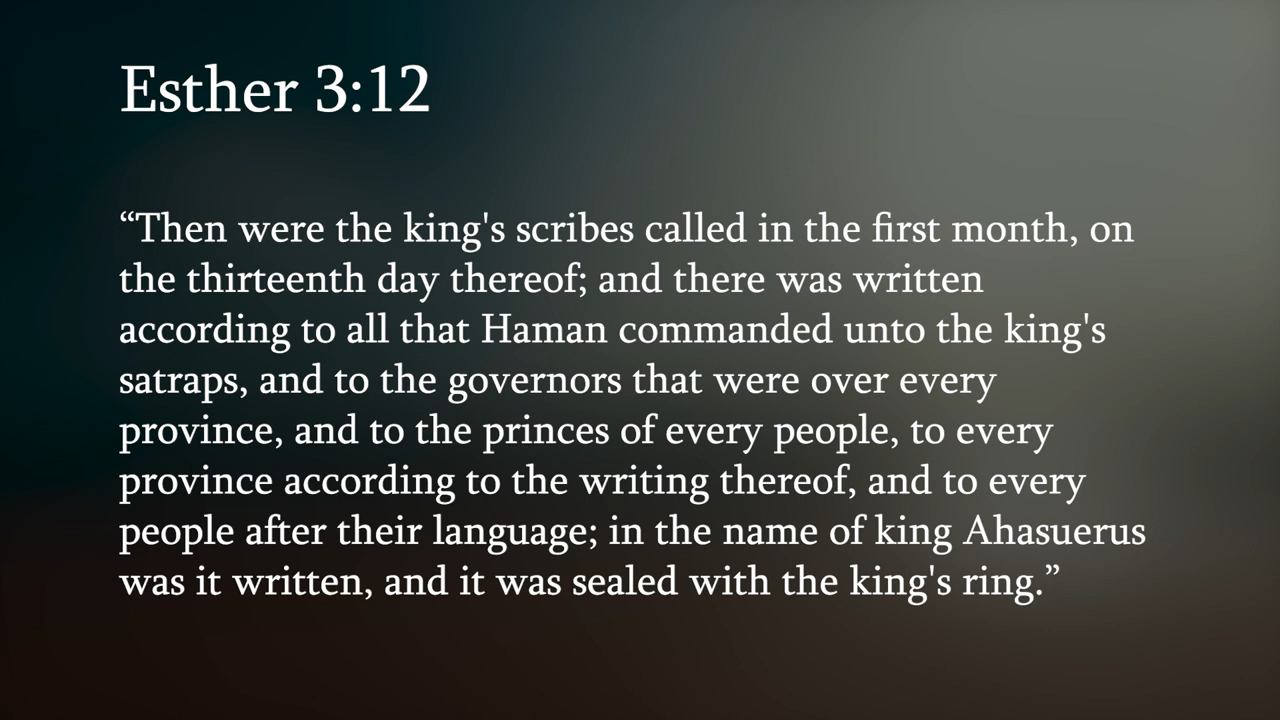 Esther 3:12
“Then were the king's scribes called in the first month, on
the thirteenth day thereof; and there was written
according to all that Haman commanded unto the king's
satraps, and to the governors that were over every
province, and to the princes of every people, to every
province according to the writing thereof, and to every
people after their language; in the name of king Ahasuerus
was it written, and it was sealed with the king's ring.”